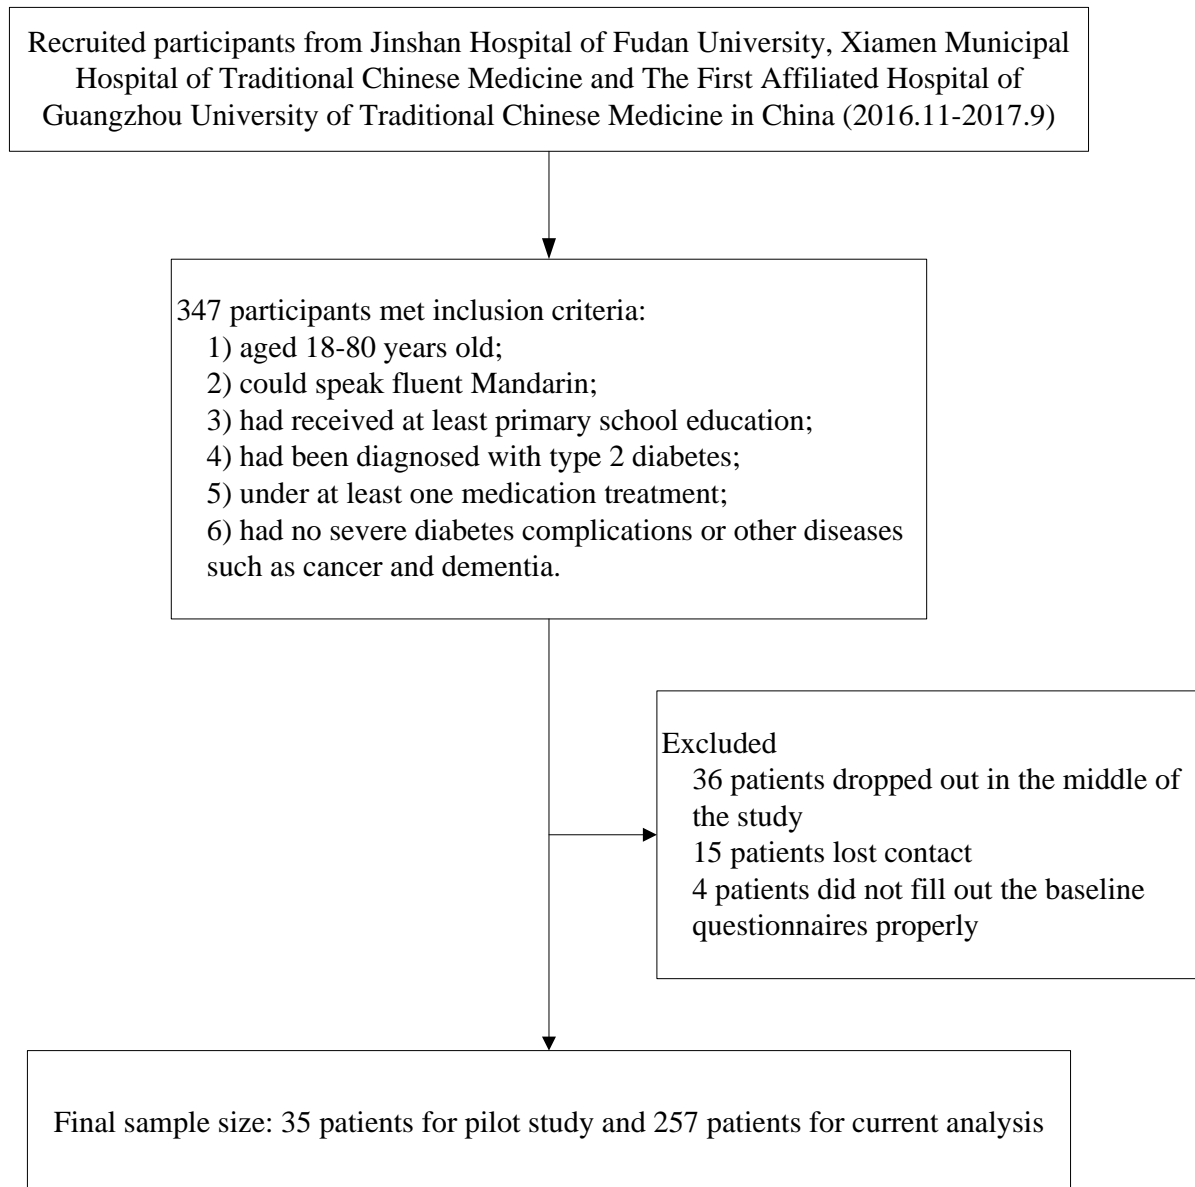 Recruited participants from Jinshan Hospital of Fudan University, Xiamen Municipal
Hospital of Traditional Chinese Medicine and The First Affiliated Hospital of
Guangzhou University of Traditional Chinese Medicine in China (2016.11-2017.9)
347 participants met inclusion criteria:
1) aged 18-80 years old;
2) could speak fluent Mandarin;
3) had received at least primary school education;
4) had been diagnosed with type 2 diabetes;
5) under at least one medication treatment;
6) had no severe diabetes complications or other diseases
such as cancer and dementia.
Excluded
36 patients dropped out in the middle of
the study
15 patients lost contact
4 patients did not fill out the baseline
questionnaires properly
Final sample size: 35 patients for pilot study and 257 patients for current analysis